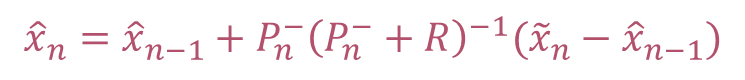 x̂ₙ = x̂ₙ₋₁ + Pₙ⁻(Pₙ⁻ + R)⁻¹(x̃ₙ − x̂ₙ₋₁)